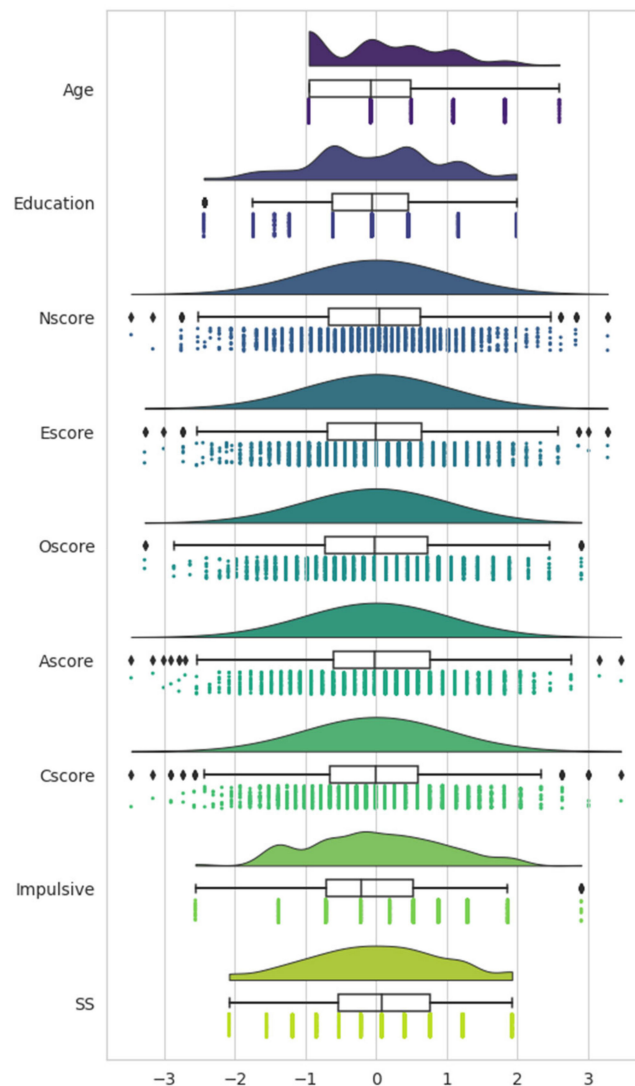 Age
Education
Nscore
Escore
Oscore
Ascore
Cscore
Impulsive
SS
−3 −2 −1 0 1 2 3